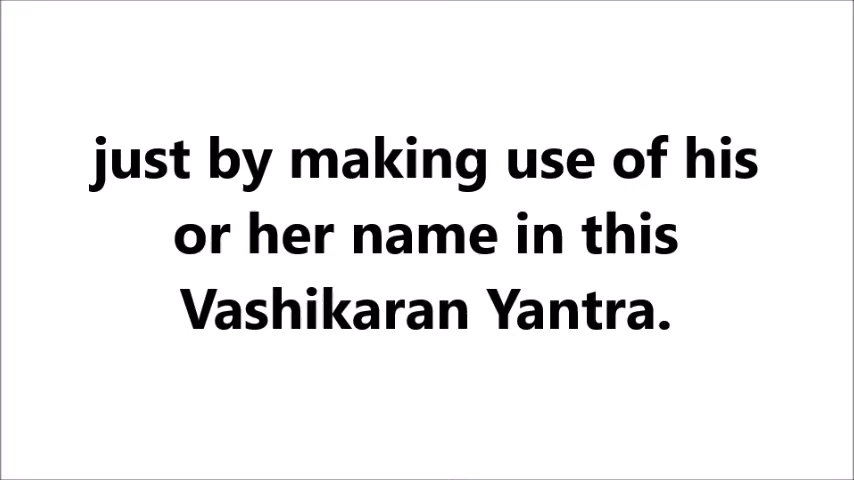 just by making use of his
or her name in this
Vashikaran Yantra.